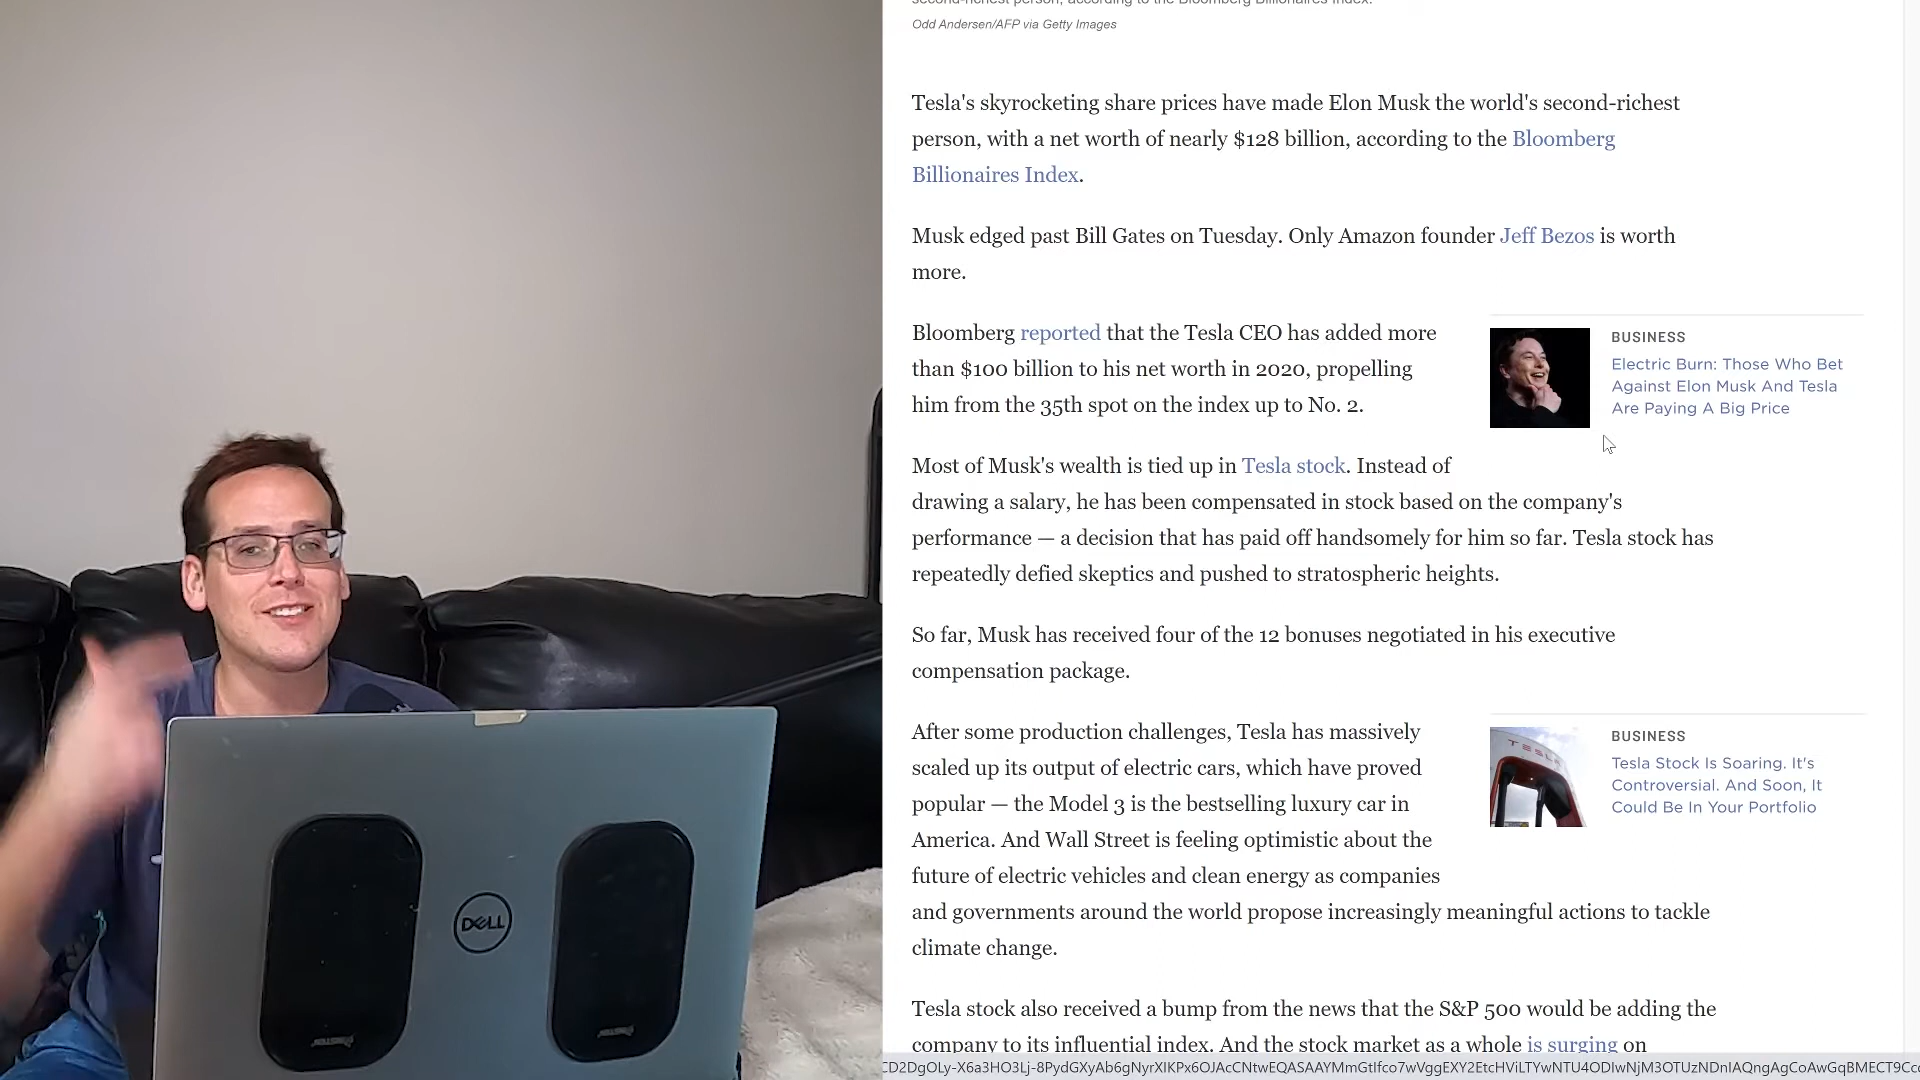 second-richest person, according to the Bloomberg Billionaires Index.
Odd Andersen/AFP via Getty Images
Tesla's skyrocketing share prices have made Elon Musk the world's second-richest
person, with a net worth of nearly $128 billion, according to the Bloomberg
Billionaires Index.
Musk edged past Bill Gates on Tuesday. Only Amazon founder Jeff Bezos is worth
more.
Bloomberg reported that the Tesla CEO has added more
than $100 billion to his net worth in 2020, propelling
him from the 35th spot on the index up to No. 2.
BUSINESS
Electric Burn: Those Who Bet
Against Elon Musk And Tesla
Are Paying A Big Price
Most of Musk's wealth is tied up in Tesla stock. Instead of
drawing a salary, he has been compensated in stock based on the company's
performance — a decision that has paid off handsomely for him so far. Tesla stock has
repeatedly defied skeptics and pushed to stratospheric heights.
So far, Musk has received four of the 12 bonuses negotiated in his executive
compensation package.
After some production challenges, Tesla has massively
scaled up its output of electric cars, which have proved
popular — the Model 3 is the bestselling luxury car in
America. And Wall Street is feeling optimistic about the
future of electric vehicles and clean energy as companies
and governments around the world propose increasingly meaningful actions to tackle
climate change.
BUSINESS
Tesla Stock Is Soaring. It's
Controversial. And Soon, It
Could Be In Your Portfolio
TESL
Tesla stock also received a bump from the news that the S&P 500 would be adding the
company to its influential index. And the stock market as a whole is surging on
DELL